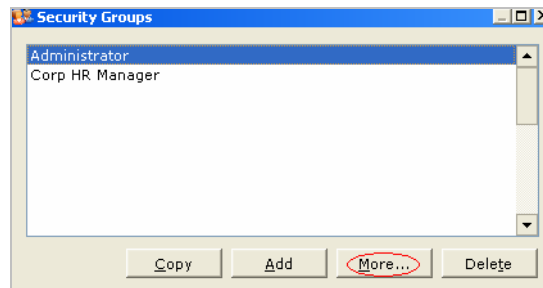 Security Groups
Administrator
Corp HR Manager
Copy Add More... Delete